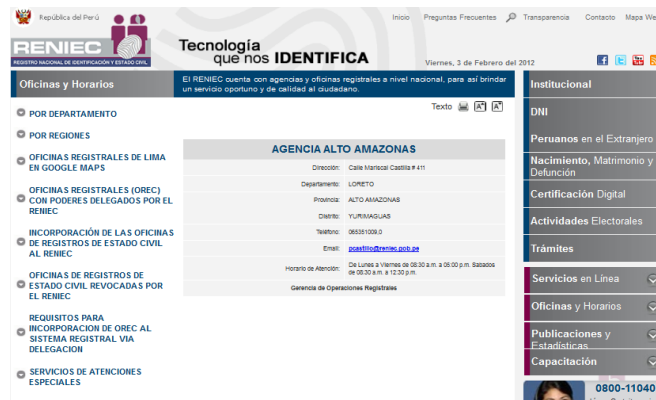 República del Perú
Inicio Preguntas Frecuentes Transparencia Contacto Mapa We
RENIEC
REGISTRO NACIONAL DE IDENTIFICACIÓN Y ESTADO CIVIL
Tecnología
que nos IDENTIFICA
Viernes, 3 de Febrero del 2012
Oficinas y Horarios
POR DEPARTAMENTO
POR REGIONES
OFICINAS REGISTRALES DE LIMA
EN GOOGLE MAPS
OFICINAS REGISTRALES (OREC)
CON PODERES DELEGADOS POR EL
RENIEC
INCORPORACIÓN DE LAS OFICINAS
DE REGISTROS DE ESTADO CIVIL
AL RENIEC
OFICINAS DE REGISTROS DE
ESTADO CIVIL REVOCADAS POR
EL RENIEC
REQUISITOS PARA
INCORPORACION DE OREC AL
SISTEMA REGISTRAL VIA
DELEGACION
SERVICIOS DE ATENCIONES
ESPECIALES
El RENIEC cuenta con agencias y oficinas registrales a nivel nacional, para así brindar
un servicio oportuno y de calidad al ciudadano.
Texto A A
AGENCIA ALTO AMAZONAS
Dirección: Calle Mariscal Castilla # 411
Departamento: LORETO
Provincia: ALTO AMAZONAS
Distrito: YURIMAGUAS
Teléfono: 065351009,0
Email: pcastillo@reniec.gob.pe
Horario de Atención: De Lunes a Viernes de 08:30 a.m. a 05:00 p.m. Sabados
de 08:30 a.m. a 12:30 p.m.
Gerencia de Operaciones Registrales
Institucional
DNI
Peruanos en el Extranjero
Nacimiento, Matrimonio y
Defunción
Certificación Digital
Actividades Electorales
Trámites
Servicios en Línea
Oficinas y Horarios
Publicaciones y
Estadísticas
Capacitación
0800-11040